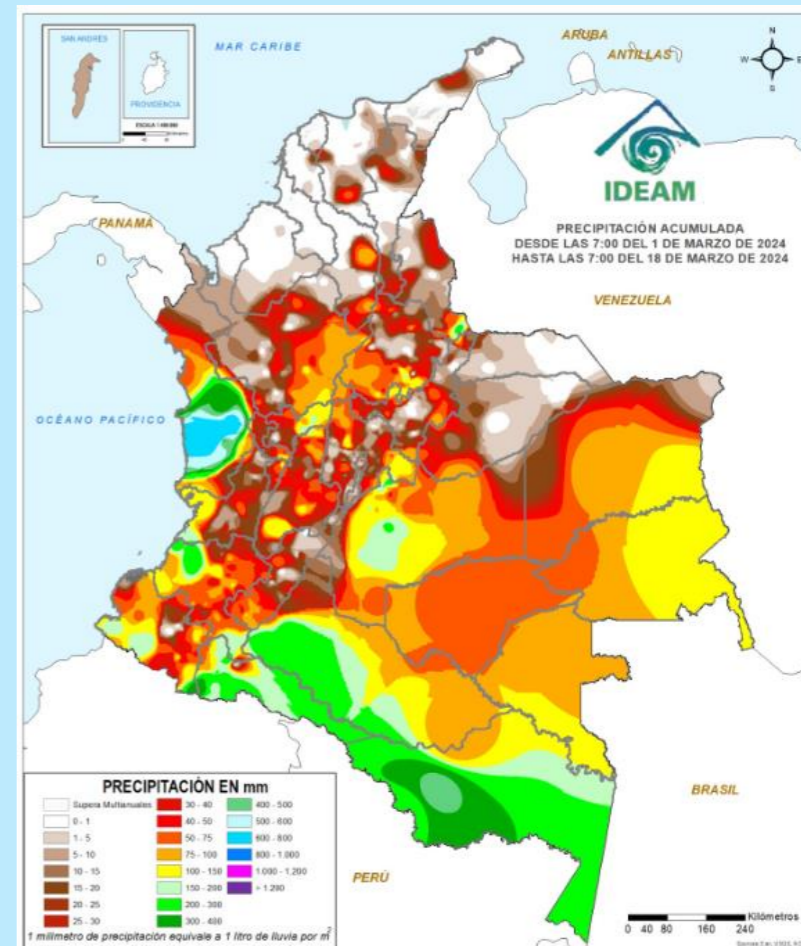 SAN ANDRÉS
PROVIDENCIA
MAR CARIBE
ARUBA
ANTILLAS
N
W
E
S
IDEAM
PRECIPITACIÓN ACUMULADA
DESDE LAS 7:00 DEL 1 DE MARZO DE 2024
HASTA LAS 7:00 DEL 18 DE MARZO DE 2024
PANAMÁ
VENEZUELA
OCÉANO PACÍFICO
BRASIL
PERÚ
PRECIPITACIÓN EN mm
Supera Multianuales
0 - 1
1 - 5
5 - 10
10 - 15
15 - 20
20 - 25
25 - 30
30 - 40
40 - 50
50 - 75
75 - 100
100 - 150
150 - 200
200 - 300
300 - 400
400 - 500
500 - 600
600 - 800
800 - 1.000
1.000 - 1.200
> 1.200
1 milímetro de precipitación equivale a 1 litro de lluvia por m²
Kilómetros
0 40 80 160 240